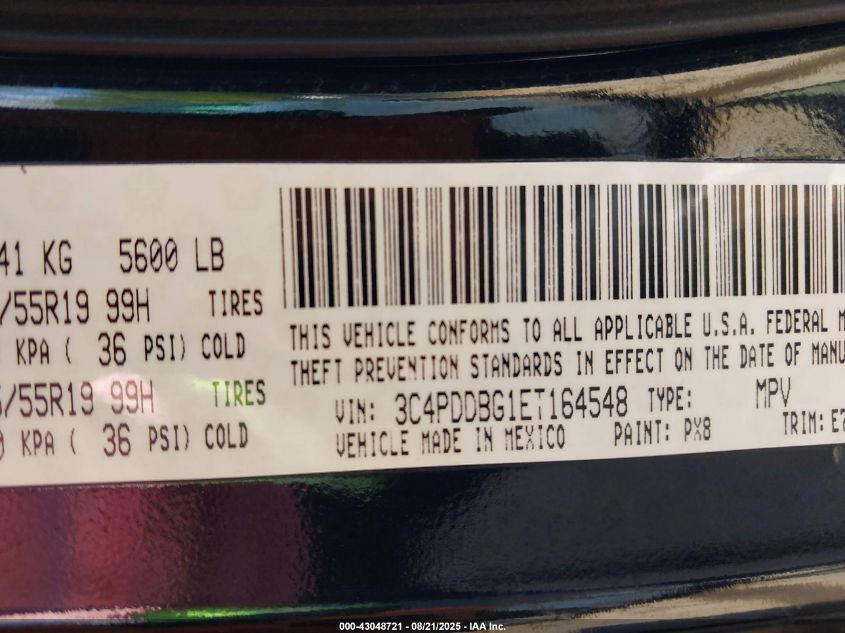 41 KG 5600 LB
/55R19 99H TIRES
KPA ( 36 PSI) COLD
/55R19 99H TIRES
KPA ( 36 PSI) COLD
THIS VEHICLE CONFORMS TO ALL APPLICABLE U.S.A. FEDERAL M
THEFT PREVENTION STANDARDS IN EFFECT ON THE DATE OF MANU
VIN: 3C4PDDBG1ET164548 TYPE: MPV
VEHICLE MADE IN MEXICO PAINT: PX8 TRIM: E7
000-43048721 - 08/21/2025 - IAA Inc.